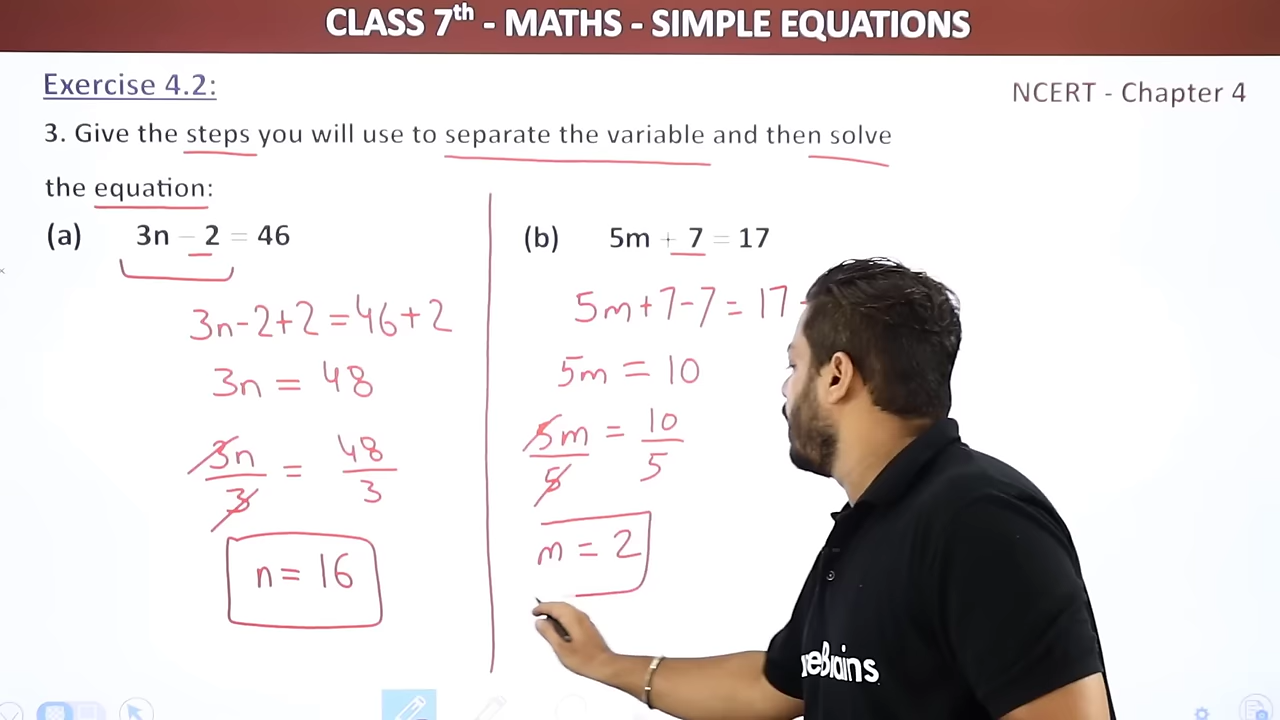 CLASS 7th - MATHS - SIMPLE EQUATIONS
Exercise 4.2:
NCERT - Chapter 4
3. Give the steps you will use to separate the variable and then solve
the equation:
(a) 3n - 2 = 46
3n-2+2=46+2
3n = 48
3n/3 = 48/3
n = 16
(b) 5m + 7 = 17
5m+7-7= 17
5m = 10
5m/5 = 10/5
m = 2